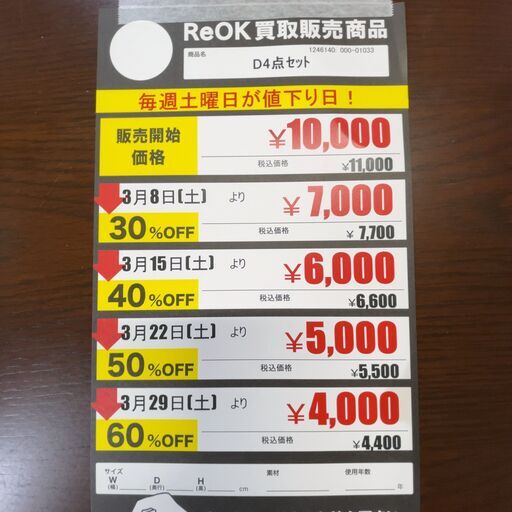 ReOK 買取販売商品
商品名
1246140: 000-01033
D4点セット
毎週土曜日が値下り日！
販売開始
価格
¥10,000
税込価格 ¥11,000
3月8日(土) より
30%OFF
¥7,000
税込価格 ¥7,700
3月15日(土) より
40%OFF
¥6,000
税込価格 ¥6,600
3月22日(土) より
50%OFF
¥5,000
税込価格 ¥5,500
3月29日(土) より
60%OFF
¥4,000
税込価格 ¥4,400
サイズ 素材 使用年数
W(幅) D(奥行) H(高) cm 年